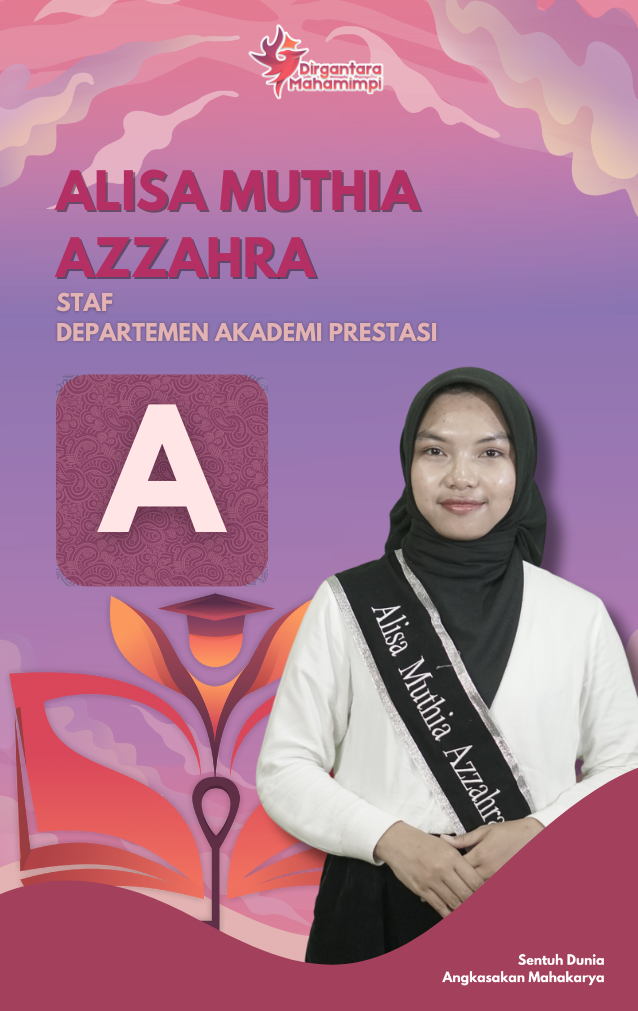 Dirgantara
Mahamimpi
ALISA MUTHIA
AZZAHRA
STAF
DEPARTEMEN AKADEMI PRESTASI
A
Alisa Muthia Azzahra
Sentuh Dunia
Angkasakan Mahakarya